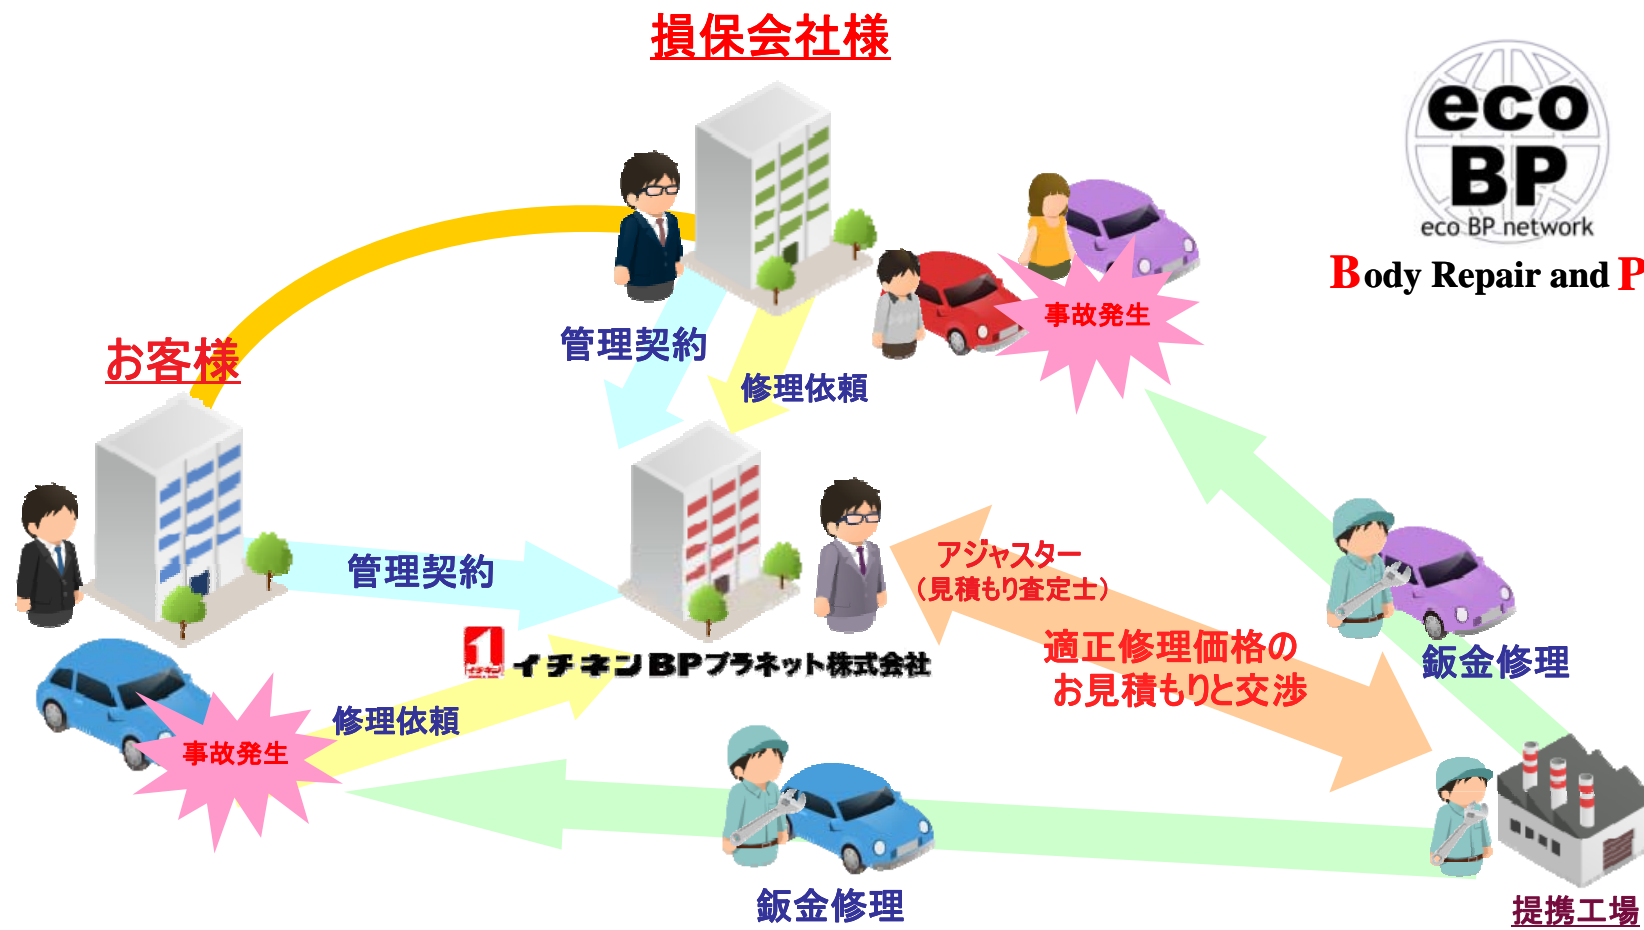 損保会社様
eco
BP
eco BP network
Body Repair and P
事故発生
管理契約
修理依頼
お客様
管理契約
アジャスター
（見積もり査定士）
適正修理価格の
お見積もりと交渉
1
イチネン
イチネンBPプラネット株式会社
鈑金修理
修理依頼
事故発生
鈑金修理
提携工場